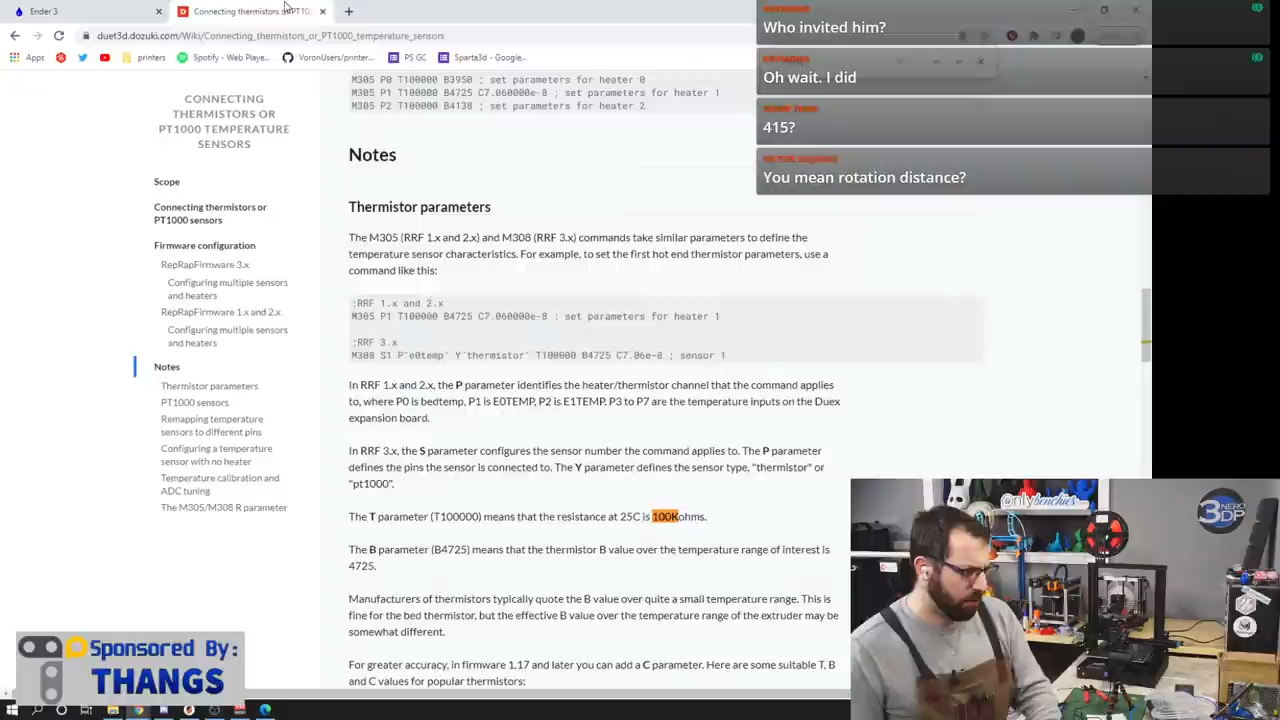 Ender 3
Connecting thermistors or PT10
duet3d.dozuki.com/Wiki/Connecting_thermistors_or_PT1000_temperature_sensors
Apps
printers
Spotify - Web Playe...
VoronUsers/printer...
PS GC
Sparta3d - Google...
Who invited him?
Oh wait. I did
415?
You mean rotation distance?
CONNECTING
THERMISTORS OR
PT1000 TEMPERATURE
SENSORS
Scope
Connecting thermistors or
PT1000 sensors
Firmware configuration
RepRapFirmware 3.x
Configuring multiple sensors
and heaters
RepRapFirmware 1.x and 2.x
Configuring multiple sensors
and heaters
Notes
Thermistor parameters
PT1000 sensors
Remapping temperature
sensors to different pins
Configuring a temperature
sensor with no heater
Temperature calibration and
ADC tuning
The M305/M308 R parameter
M305 P0 T100000 B3950 ; set parameters for heater 0
M305 P1 T100000 B4725 C7.060000e-8 ; set parameters for heater 1
M305 P2 T100000 B4138 ; set parameters for heater 2
Notes
Thermistor parameters
The M305 (RRF 1.x and 2.x) and M308 (RRF 3.x) commands take similar parameters to define the
temperature sensor characteristics. For example, to set the first hot end thermistor parameters, use a
command like this:
;RRF 1.x and 2.x
M305 P1 T100000 B4725 C7.060000e-8 ; set parameters for heater 1
;RRF 3.x
M308 S1 P"e0temp" Y"thermistor" T100000 B4725 C7.06e-8 ; sensor 1
In RRF 1.x and 2.x, the P parameter identifies the heater/thermistor channel that the command applies
to, where P0 is bedtemp, P1 is E0TEMP, P2 is E1TEMP. P3 to P7 are the temperature inputs on the Duex
expansion board.
In RRF 3.x, the S parameter configures the sensor number the command applies to. The P parameter
defines the pins the sensor is connected to. The Y parameter defines the sensor type, "thermistor" or
"pt1000".
The T parameter (T100000) means that the resistance at 25C is 100Kohms.
The B parameter (B4725) means that the thermistor B value over the temperature range of interest is
4725.
Manufacturers of thermistors typically quote the B value over quite a small temperature range. This is
fine for the bed thermistor, but the effective B value over the temperature range of the extruder may be
somewhat different.
For greater accuracy, in firmware 1.17 and later you can add a C parameter. Here are some suitable T, B
and C values for popular thermistors:
@onlybenchies
NERO
3DP
Sponsored By:
THANGS